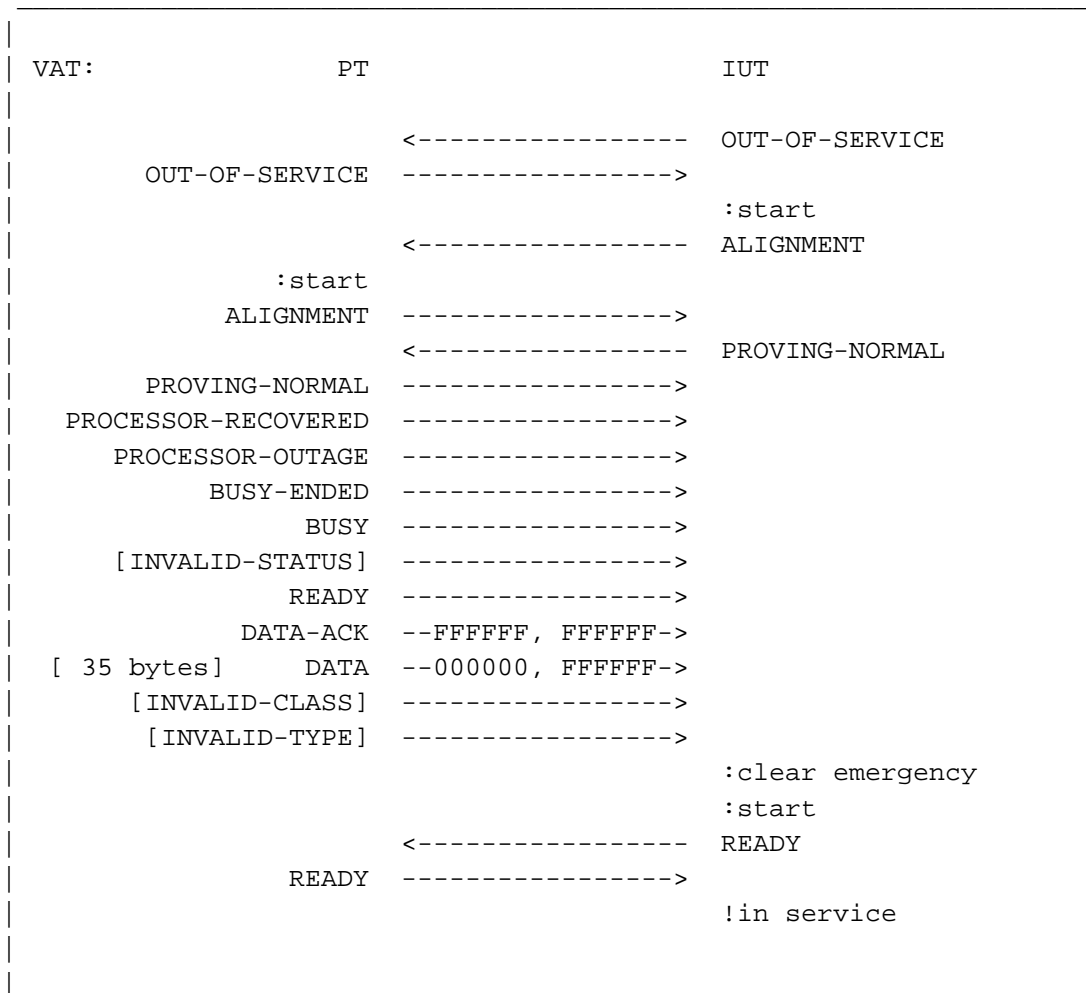 VAT: PT IUT
<----------------- OUT-OF-SERVICE
OUT-OF-SERVICE ----------------->
:start
<----------------- ALIGNMENT
:start
ALIGNMENT ----------------->
<----------------- PROVING-NORMAL
PROVING-NORMAL ----------------->
PROCESSOR-RECOVERED ----------------->
PROCESSOR-OUTAGE ----------------->
BUSY-ENDED ----------------->
BUSY ----------------->
[INVALID-STATUS] ----------------->
READY ----------------->
DATA-ACK --FFFFFF, FFFFFF->
[ 35 bytes] DATA --000000, FFFFFF->
[INVALID-CLASS] ----------------->
[INVALID-TYPE] ----------------->
:clear emergency
:start
<----------------- READY
READY ----------------->
!in service